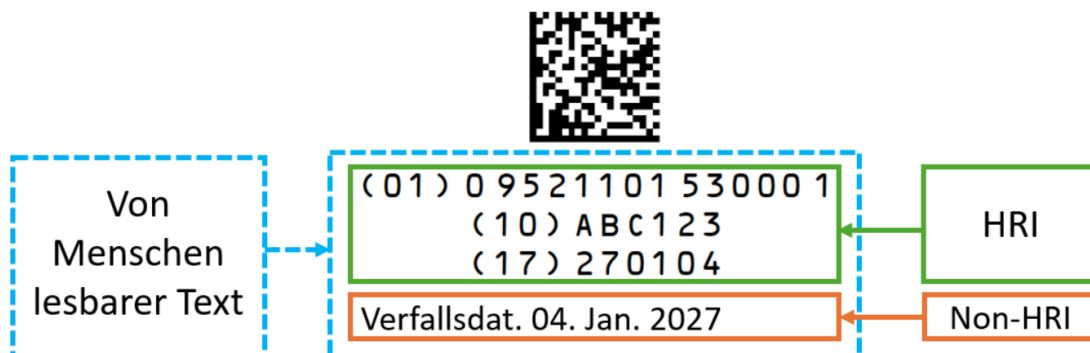 Von
Menschen
lesbarer Text
(01)09521101530001
(10)ABC123
(17)270104
Verfallsdat. 04. Jan. 2027
HRI
Non-HRI